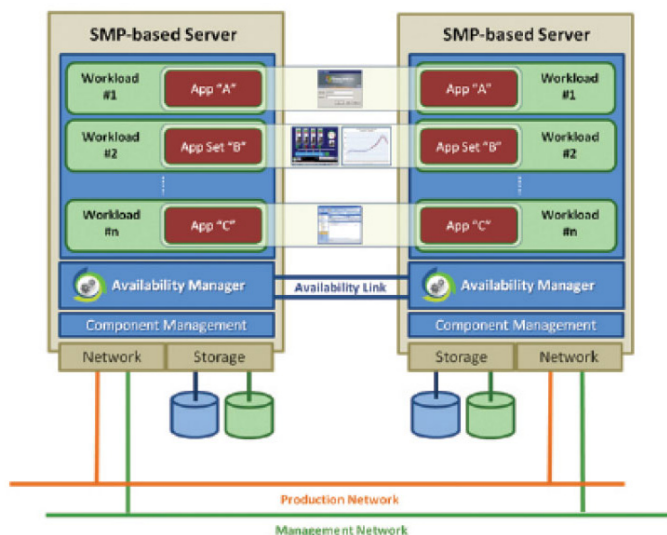 SMP-based Server
SMP-based Server
Workload
#1
App "A"
App "A"
Workload
#1
Workload
#2
App Set "B"
App Set "B"
Workload
#2
Workload
#n
App "C"
App "C"
Workload
#n
Availability Manager
Availability Link
Availability Manager
Component Management
Component Management
Network
Storage
Storage
Network
Production Network
Management Network